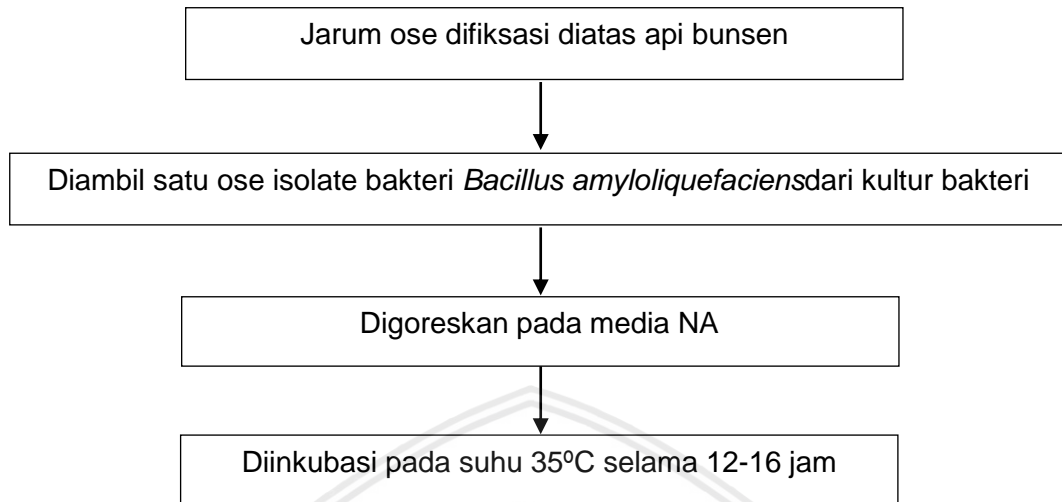 Jarum ose difiksasi diatas api bunsen
Diambil satu ose isolate bakteri Bacillus amyloliquefaciensdari kultur bakteri
Digoreskan pada media NA
Diinkubasi pada suhu 35⁰C selama 12-16 jam